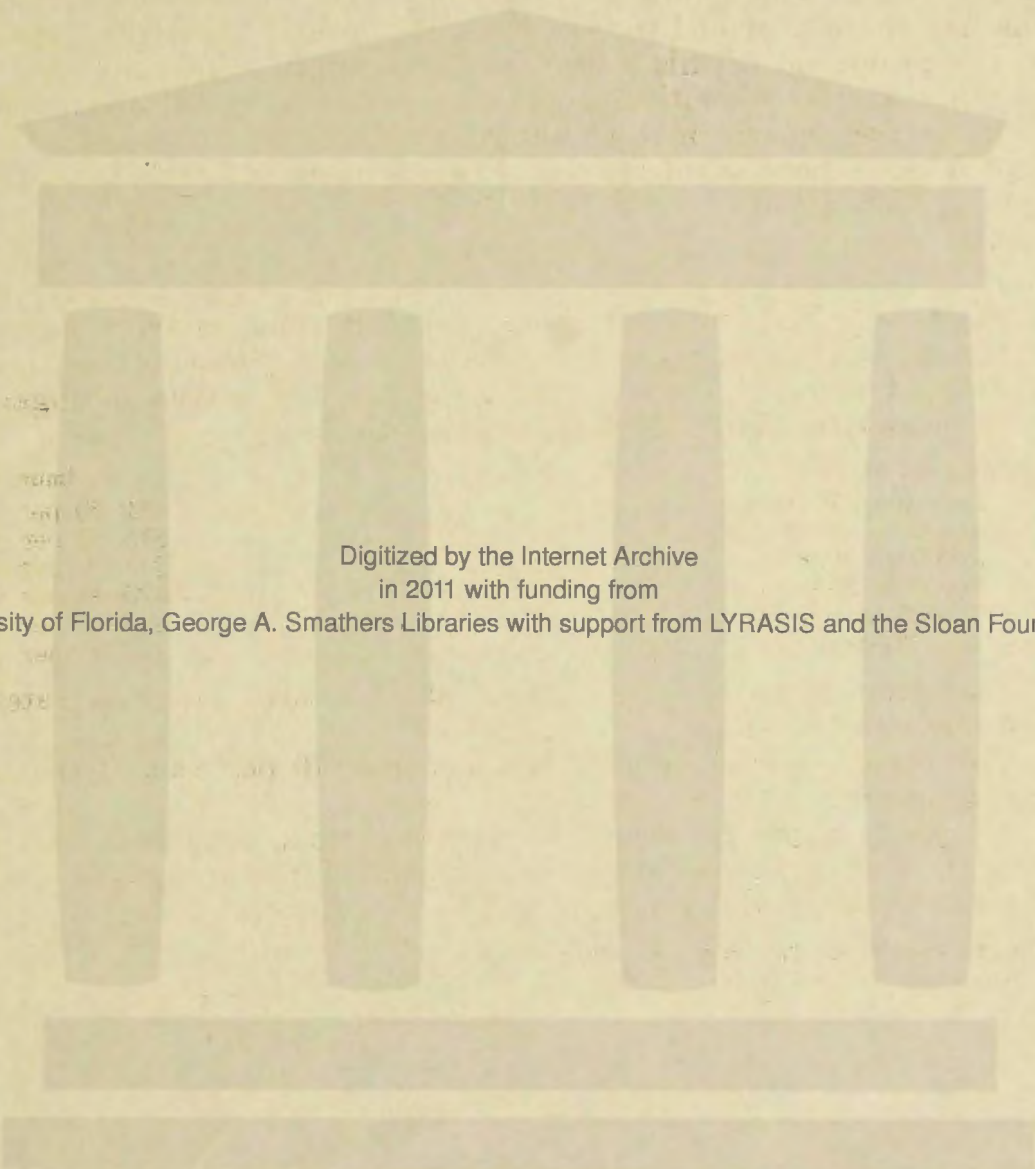 Digitized by the Internet Archive
in 2011 with funding from
sity of Florida, George A. Smathers Libraries with support from LYRASIS and the Sloan Four